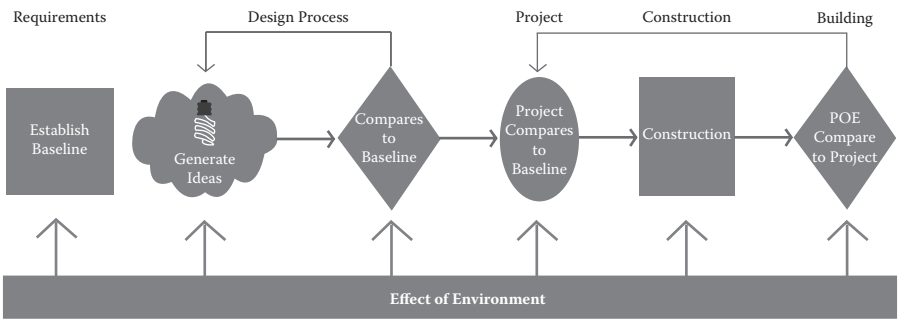 Requirements
Design Process
Project
Construction
Building
Establish
Baseline
Generate
Ideas
Compares
to
Baseline
Project
Compares
to
Baseline
Construction
POE
Compare
to Project
Effect of Environment